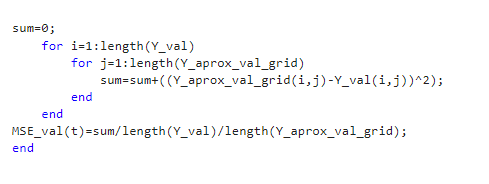 sum=0;
for i=1:length(Y_val)
for j=1:length(Y_aprox_val_grid)
sum=sum+((Y_aprox_val_grid(i,j)-Y_val(i,j))^2);
end
end
MSE_val(t)=sum/length(Y_val)/length(Y_aprox_val_grid);
end